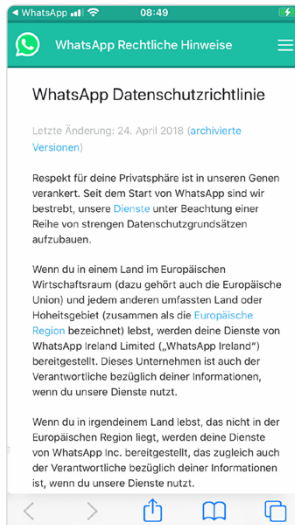 WhatsApp
08:49
WhatsApp Rechtliche Hinweise
WhatsApp Datenschutzrichtlinie
Letzte Änderung: 24. April 2018 (archivierte
Versionen)
Respekt für deine Privatsphäre ist in unseren Genen
verankert. Seit dem Start von WhatsApp sind wir
bestrebt, unsere Dienste unter Beachtung einer
Reihe von strengen Datenschutzgrundsätzen
aufzubauen.
Wenn du in einem Land im Europäischen
Wirtschaftsraum (dazu gehört auch die Europäische
Union) und jedem anderen umfassten Land oder
Hoheitsgebiet (zusammen als die Europäische
Region bezeichnet) lebst, werden deine Dienste von
WhatsApp Ireland Limited („WhatsApp Ireland“)
bereitgestellt. Dieses Unternehmen ist auch der
Verantwortliche bezüglich deiner Informationen,
wenn du unsere Dienste nutzt.
Wenn du in irgendeinem Land lebst, das nicht in der
Europäischen Region liegt, werden deine Dienste
von WhatsApp Inc. bereitgestellt, das zugleich auch
der Verantwortliche bezüglich deiner Informationen
ist, wenn du unsere Dienste nutzt.